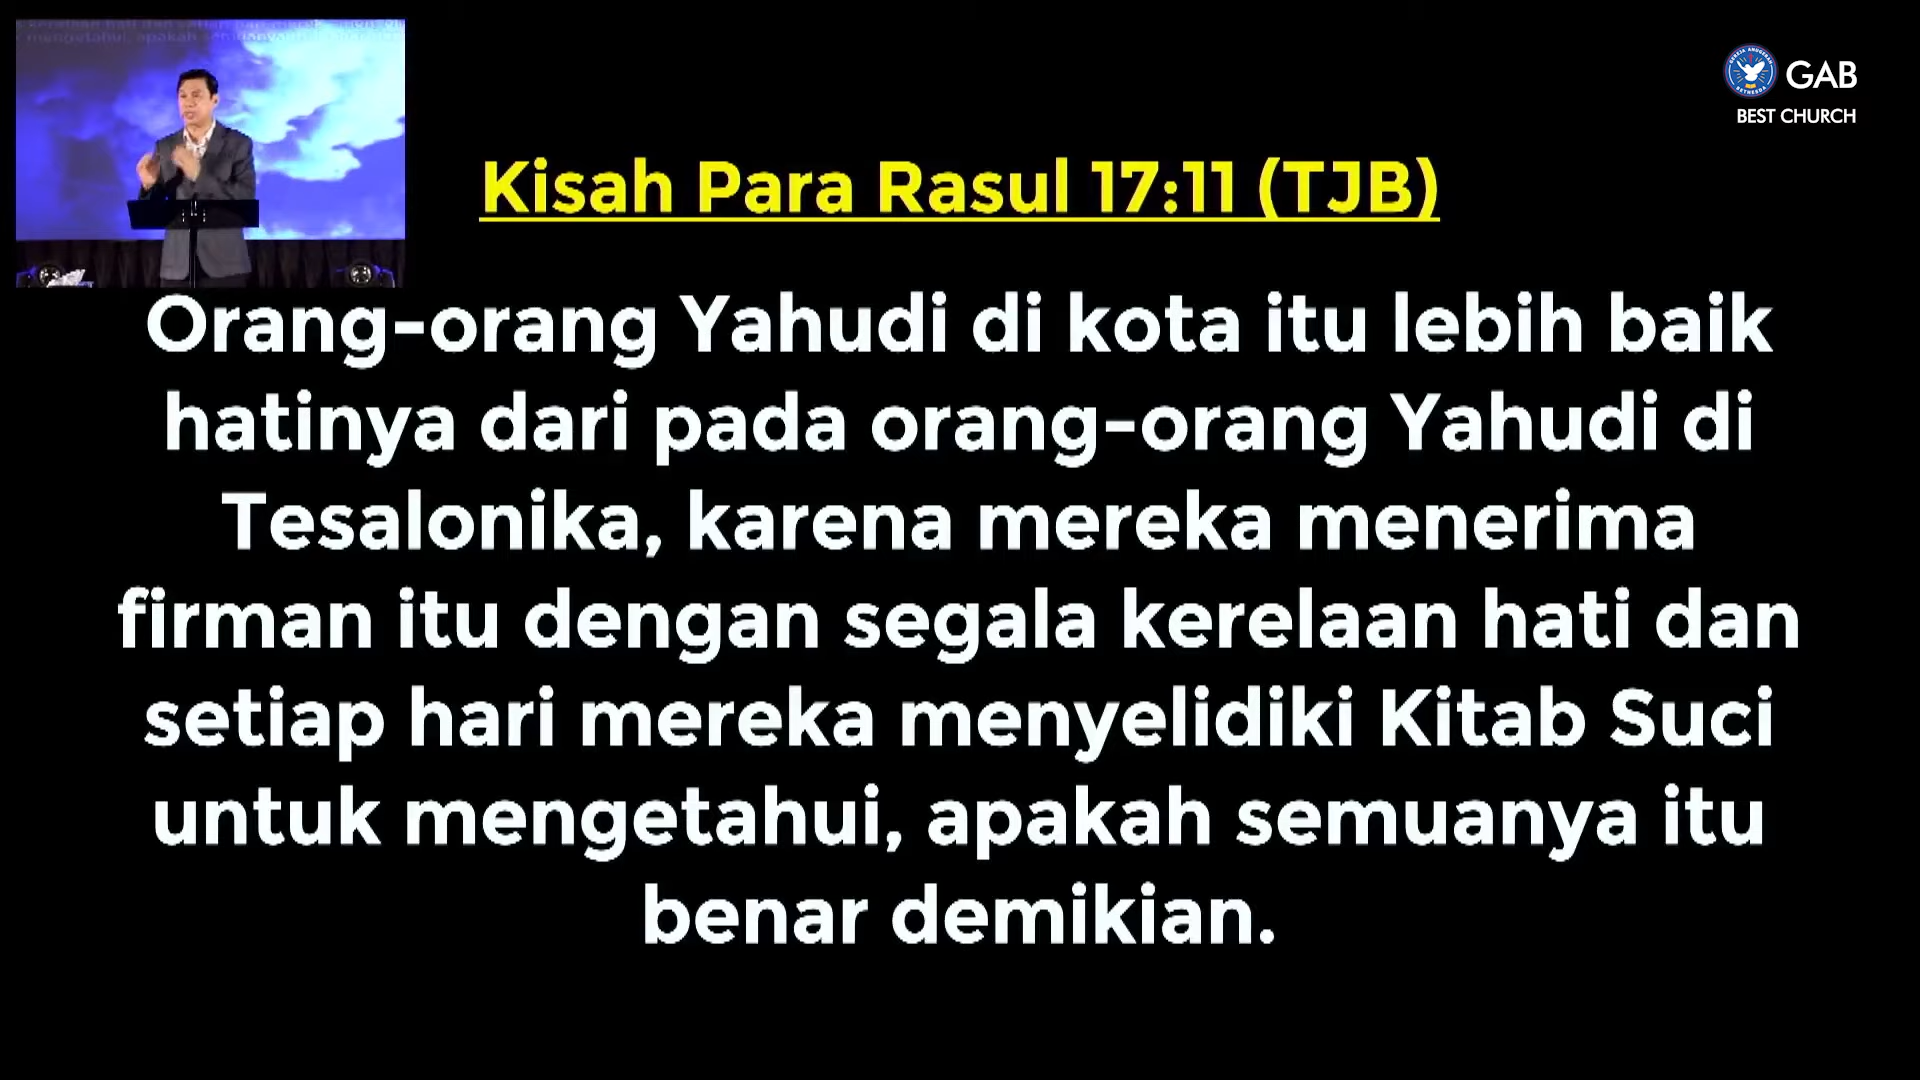 GAB
BEST CHURCH
Kisah Para Rasul 17:11 (TJB)
Orang-orang Yahudi di kota itu lebih baik
hatinya dari pada orang-orang Yahudi di
Tesalonika, karena mereka menerima
firman itu dengan segala kerelaan hati dan
setiap hari mereka menyelidiki Kitab Suci
untuk mengetahui, apakah semuanya itu
benar demikian.